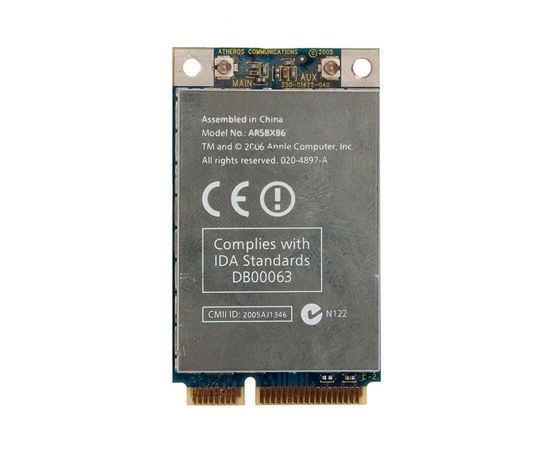 ATHEROS COMMUNICATIONS © 2005
MAIN AUX
250-01425-040
Assembled in China
Model No.: AR5BXB6
TM and © 2006 Apple Computer, Inc.
All rights reserved. 020-4897-A
CE
Complies with
IDA Standards
DB00063
CMII ID: 2005AJ1346 N122